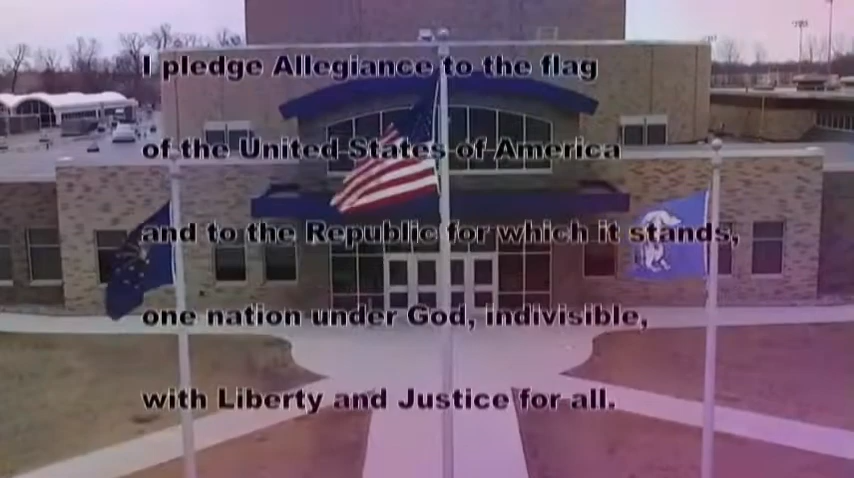 I pledge Allegiance to the flag
of the United States of America
and to the Republic for which it stands,
one nation under God, indivisible,
with Liberty and Justice for all.